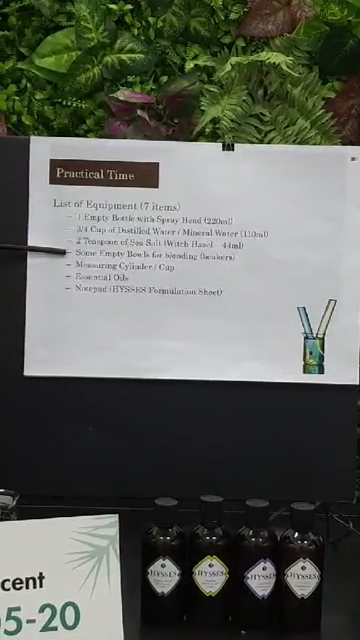 Practical Time
List of Equipment (7 items)
– 1 Empty Bottle with Spray Head (220ml)
– 3/4 Cup of Distilled Water / Mineral Water (110ml)
– 2 Teaspoon of Sea Salt (Witch Hazel – 44ml)
– Some Empty Bowls for blending (beakers)
– Measuring Cylinder / Cup
– Essential Oils
– Notepad (HYSSES Formulation Sheet)
cent
5-20
HYSSES
HYSSES
HYSSES
HYSSES